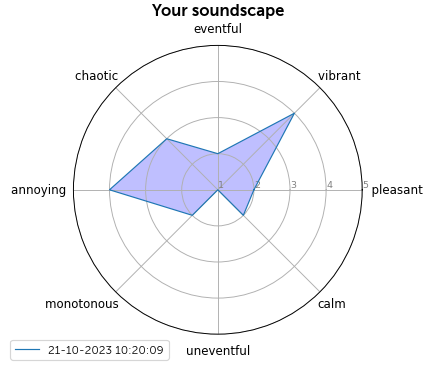 Your soundscape
eventful
chaotic
vibrant
annoying
1 2 3 4 5
pleasant
monotonous
calm
uneventful
21-10-2023 10:20:09